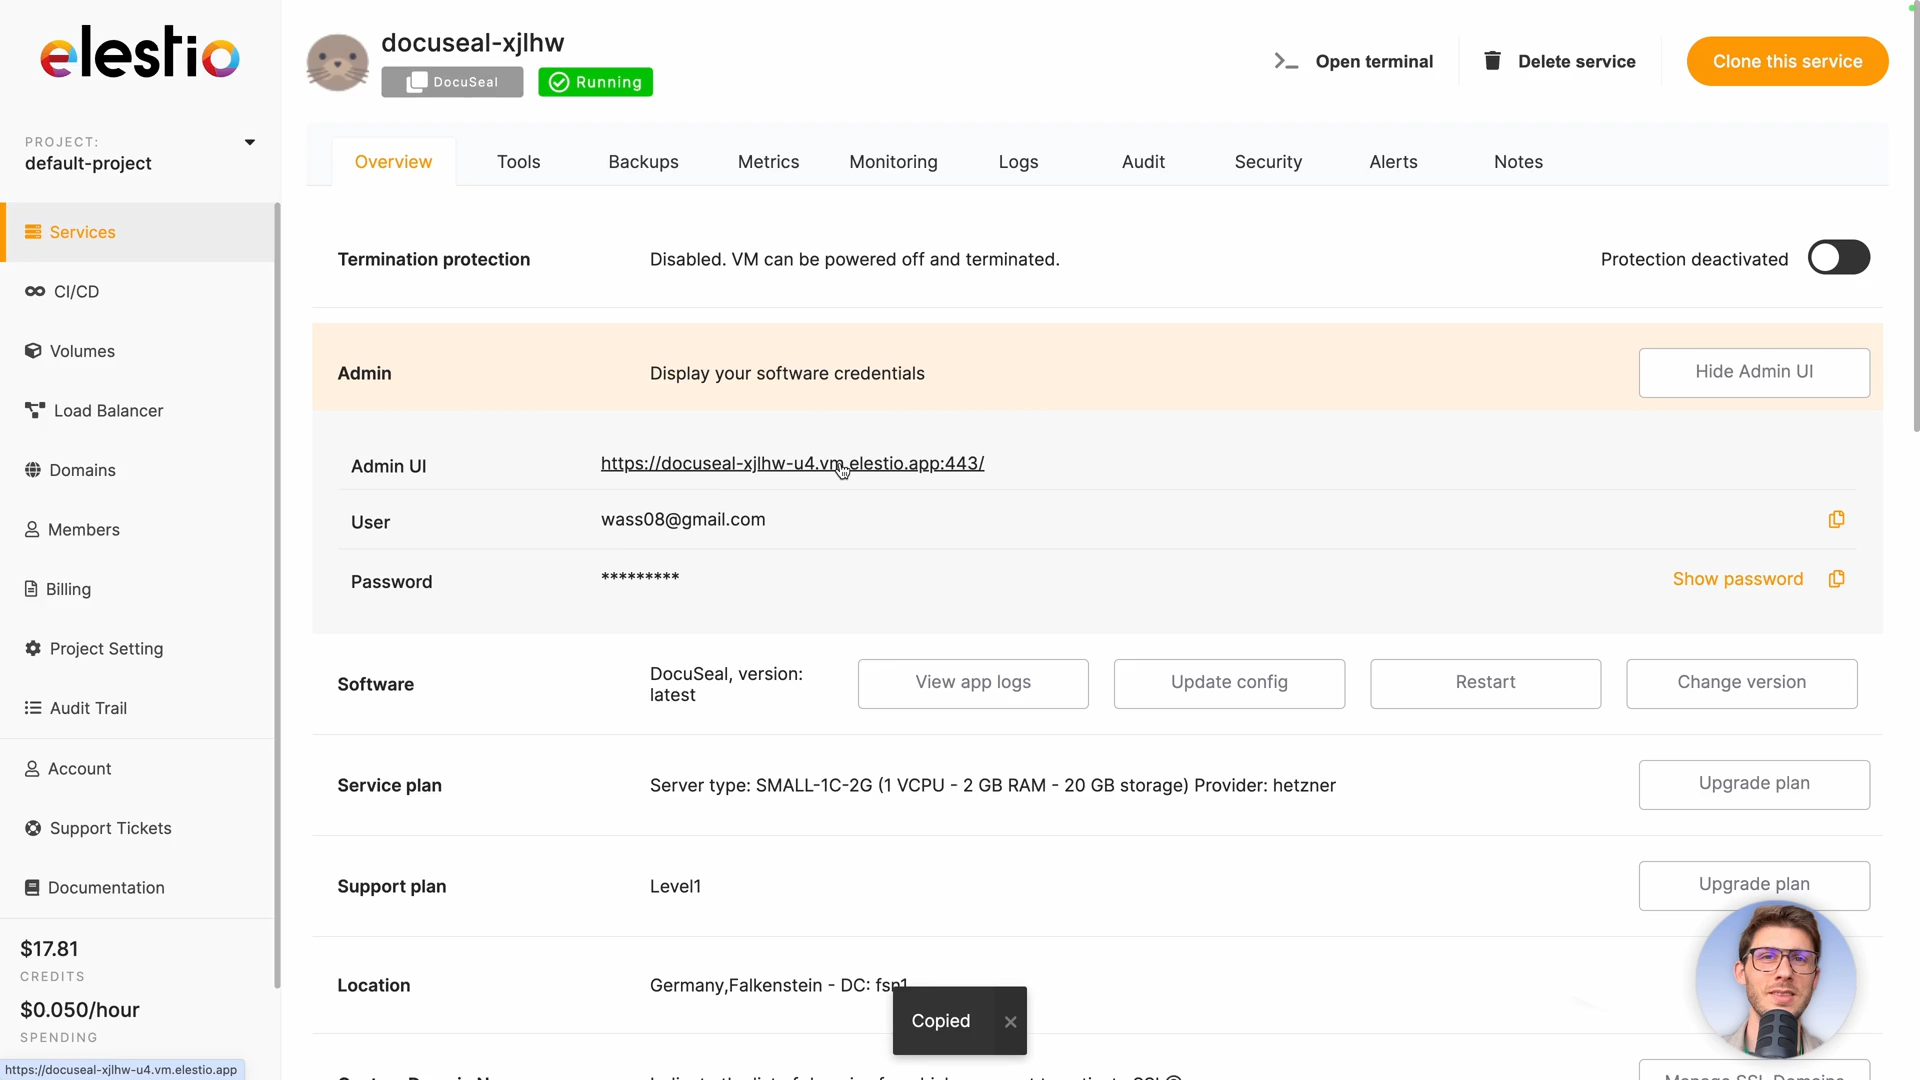 elestio
PROJECT:
default-project
Services
CI/CD
Volumes
Load Balancer
Domains
Members
Billing
Project Setting
Audit Trail
Account
Support Tickets
Documentation
$17.81
CREDITS
$0.050/hour
SPENDING
https://docuseal-xjlhw-u4.vm.elestio.app
docuseal-xjlhw
DocuSeal
Running
Open terminal
Delete service
Clone this service
Overview
Tools
Backups
Metrics
Monitoring
Logs
Audit
Security
Alerts
Notes
Termination protection
Disabled. VM can be powered off and terminated.
Protection deactivated
Admin
Display your software credentials
Hide Admin UI
Admin UI
https://docuseal-xjlhw-u4.vm.elestio.app:443/
User
wass08@gmail.com
Password
*********
Show password
Software
DocuSeal, version:
latest
View app logs
Update config
Restart
Change version
Service plan
Server type: SMALL-1C-2G (1 VCPU - 2 GB RAM - 20 GB storage) Provider: hetzner
Upgrade plan
Support plan
Level1
Upgrade plan
Location
Germany,Falkenstein - DC: fsn1
Copied
Manage SSL Domains